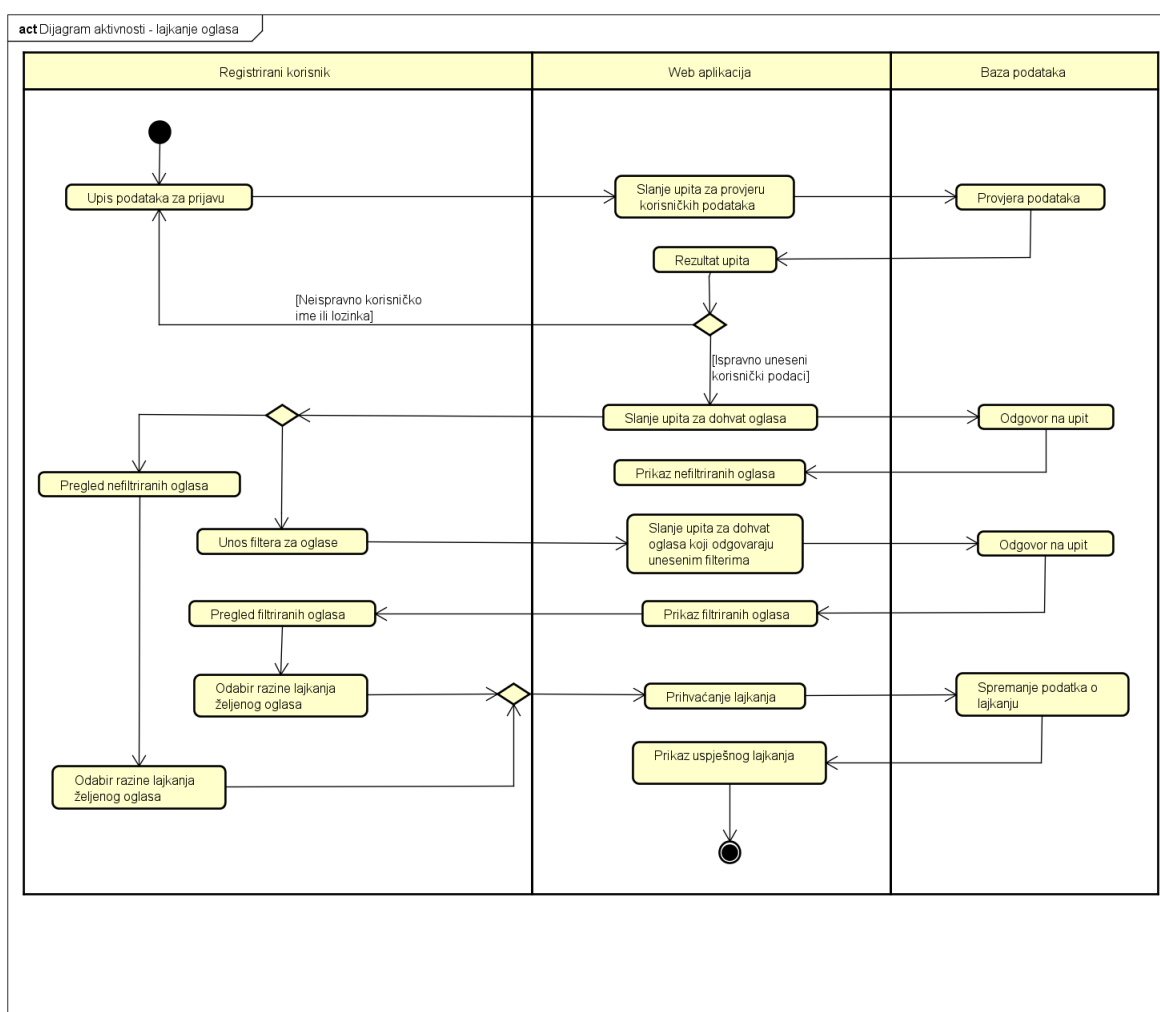 act Dijagram aktivnosti - lajkanje oglasa
Registrirani korisnik
Web aplikacija
Baza podataka
Upis podataka za prijavu
Slanje upita za provjeru
korisničkih podataka
Provjera podataka
Rezultat upita
[Neispravno korisničko
ime ili lozinka]
[Ispravno uneseni
korisnički podaci]
Slanje upita za dohvat oglasa
Odgovor na upit
Pregled nefiltriranih oglasa
Prikaz nefiltriranih oglasa
Unos filtera za oglase
Slanje upita za dohvat
oglasa koji odgovaraju
unesenim filterima
Odgovor na upit
Pregled filtriranih oglasa
Prikaz filtriranih oglasa
Odabir razine lajkanja
željenog oglasa
Prihvaćanje lajkanja
Spremanje podatka o
lajkanju
Prikaz uspješnog lajkanja
Odabir razine lajkanja
željenog oglasa